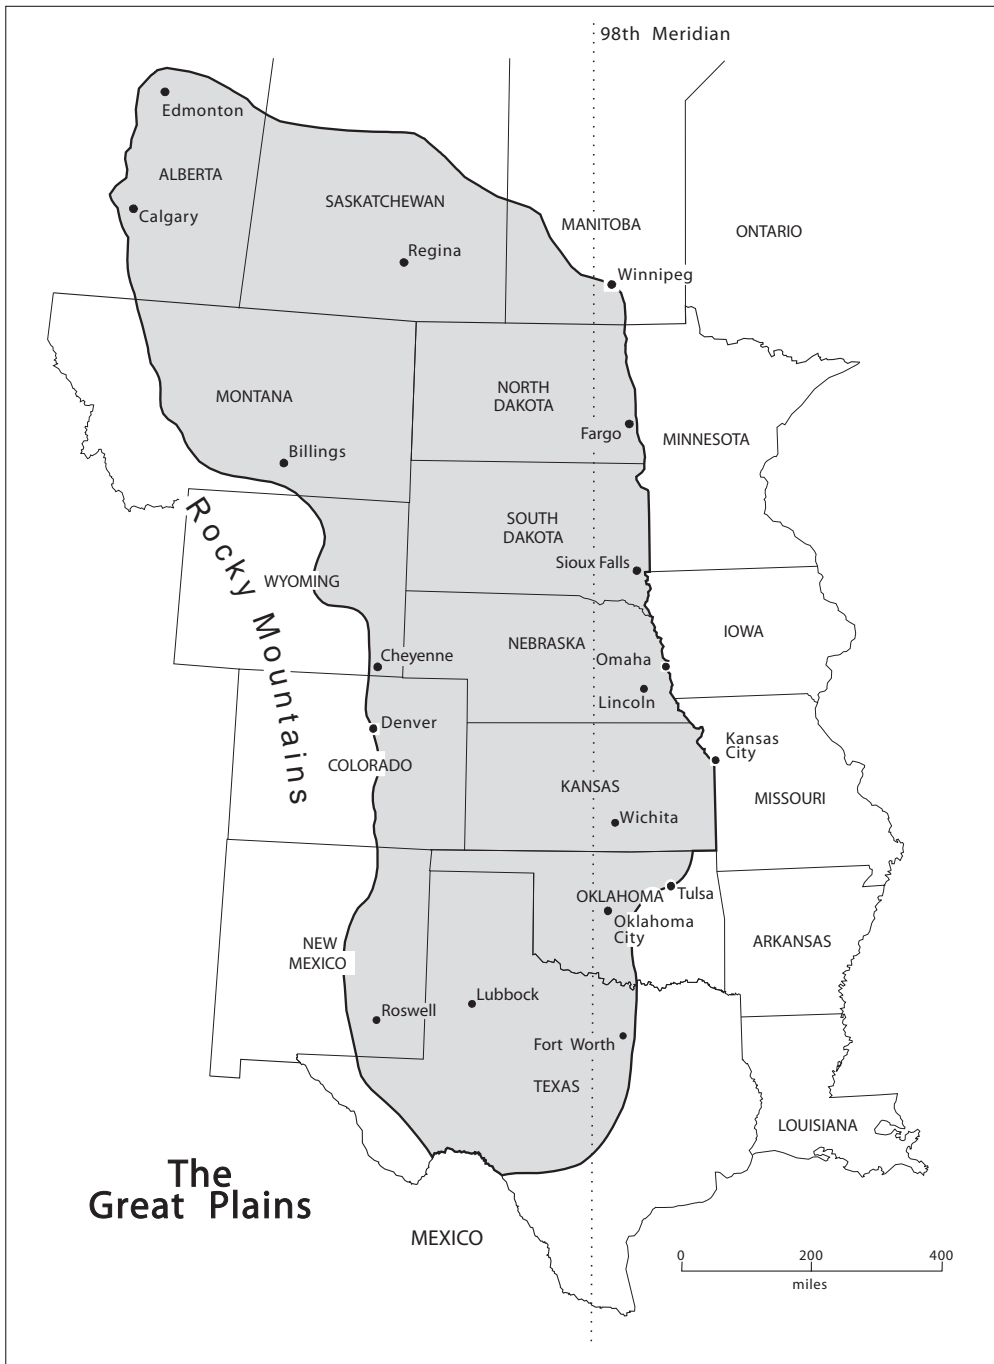 98th Meridian
Edmonton
ALBERTA
SASKATCHEWAN
Calgary
MANITOBA
ONTARIO
Regina
Winnipeg
MONTANA
NORTH
DAKOTA
Fargo
MINNESOTA
Billings
Rocky Mountains
SOUTH
DAKOTA
Sioux Falls
WYOMING
IOWA
NEBRASKA
Cheyenne
Omaha
Lincoln
Denver
Kansas
City
COLORADO
KANSAS
MISSOURI
Wichita
OKLAHOMA
Tulsa
Oklahoma
City
NEW
MEXICO
ARKANSAS
Lubbock
Roswell
Fort Worth
TEXAS
LOUISIANA
The
Great Plains
MEXICO
0 200 400
miles